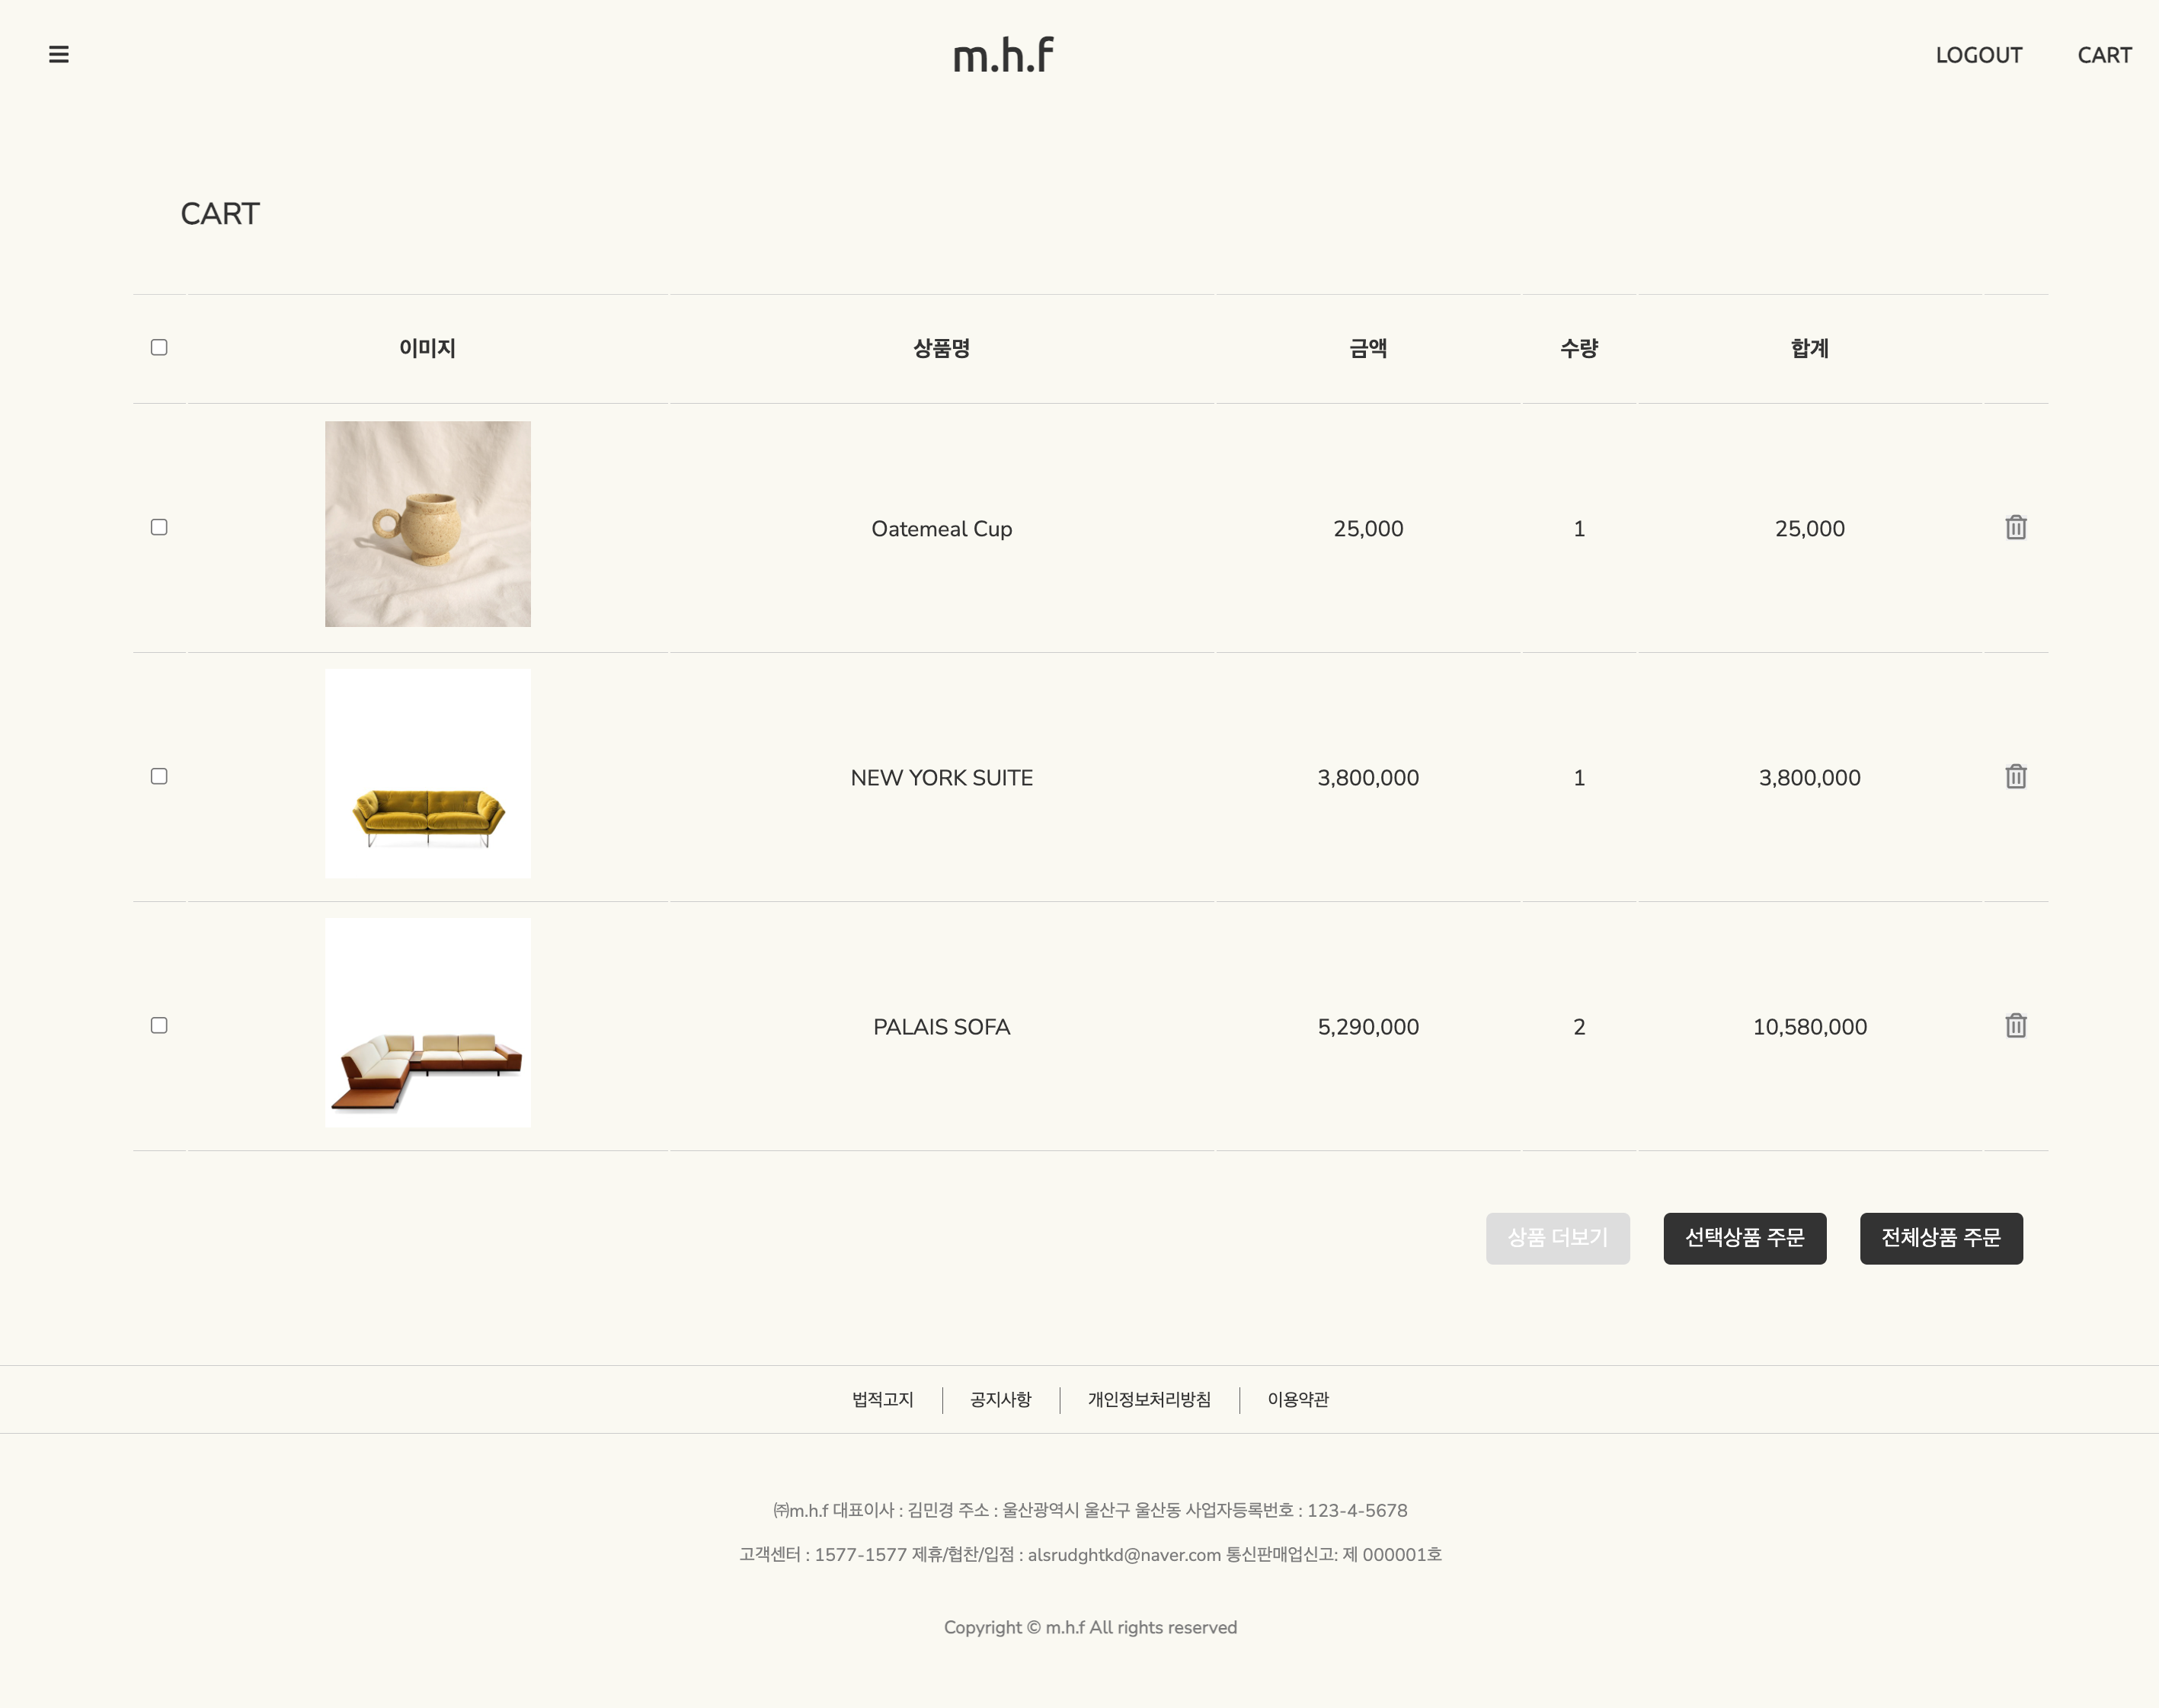 m.h.f
LOGOUT CART
CART
이미지 상품명 금액 수량 합계
Oatemeal Cup 25,000 1 25,000
NEW YORK SUITE 3,800,000 1 3,800,000
PALAIS SOFA 5,290,000 2 10,580,000
상품 더보기 선택상품 주문 전체상품 주문
법적고지 공지사항 개인정보처리방침 이용약관
㈜m.h.f 대표이사 : 김민경 주소 : 울산광역시 울산구 울산동 사업자등록번호 : 123-4-5678
고객센터 : 1577-1577 제휴/협찬/입점 : alsrudghtkd@naver.com 통신판매업신고: 제 000001호
Copyright © m.h.f All rights reserved